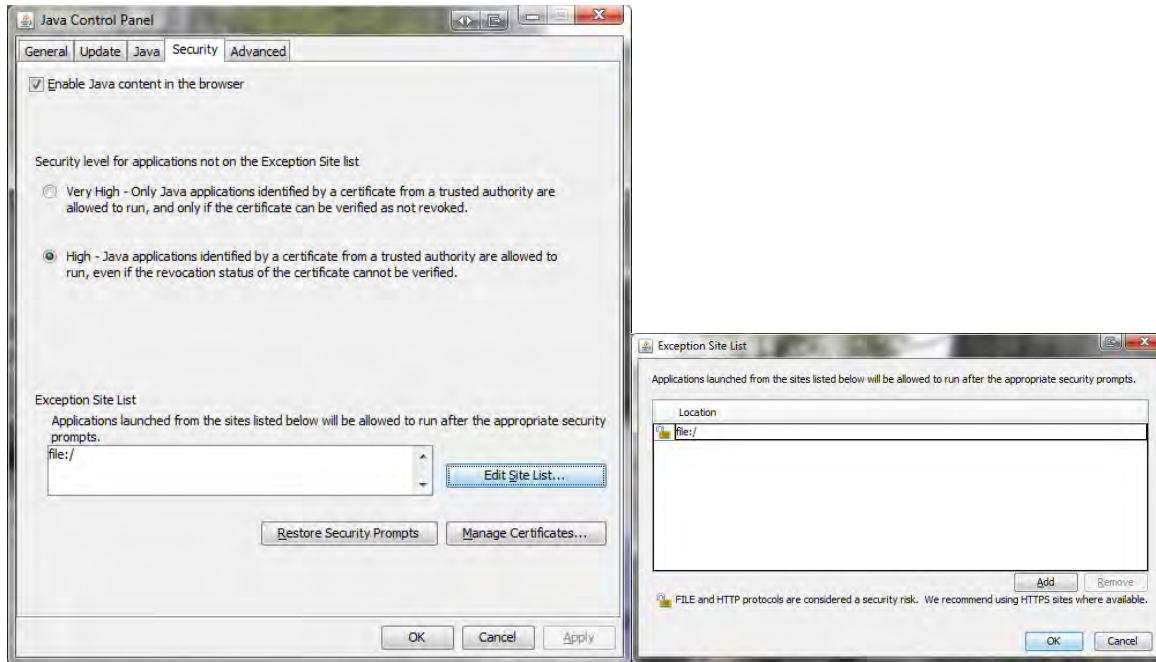 Java Control Panel
General Update Java Security Advanced
Enable Java content in the browser
Security level for applications not on the Exception Site list
Very High - Only Java applications identified by a certificate from a trusted authority are
allowed to run, and only if the certificate can be verified as not revoked.
High - Java applications identified by a certificate from a trusted authority are allowed to
run, even if the revocation status of the certificate cannot be verified.
Exception Site List
Applications launched from the sites listed below will be allowed to run after the appropriate security
prompts.
file:/
Edit Site List...
Restore Security Prompts Manage Certificates...
OK Cancel Apply
Exception Site List
Applications launched from the sites listed below will be allowed to run after the appropriate security prompts.
Location
file:/
Add Remove
FILE and HTTP protocols are considered a security risk. We recommend using HTTPS sites where available.
OK Cancel